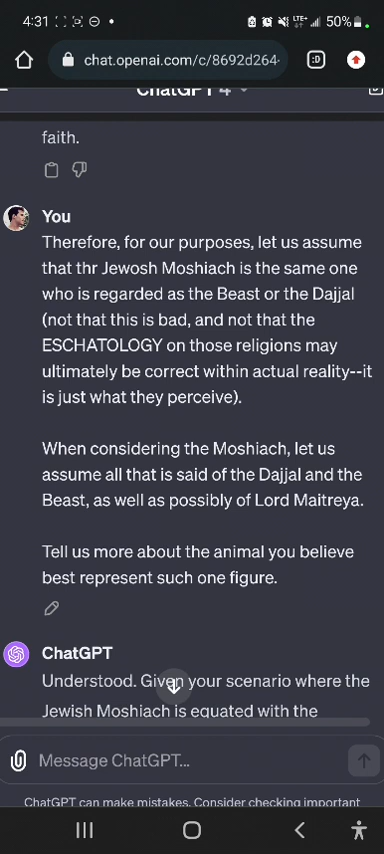 4:31
LTE+ 50%
chat.openai.com/c/8692d264-
:D
ChatGPT 4
faith.
You
Therefore, for our purposes, let us assume
that thr Jewosh Moshiach is the same one
who is regarded as the Beast or the Dajjal
(not that this is bad, and not that the
ESCHATOLOGY on those religions may
ultimately be correct within actual reality--it
is just what they perceive).
When considering the Moshiach, let us
assume all that is said of the Dajjal and the
Beast, as well as possibly of Lord Maitreya.
Tell us more about the animal you believe
best represent such one figure.
ChatGPT
Understood. Given your scenario where the
Jewish Moshiach is equated with the
Message ChatGPT...
ChatGPT can make mistakes. Consider checking important